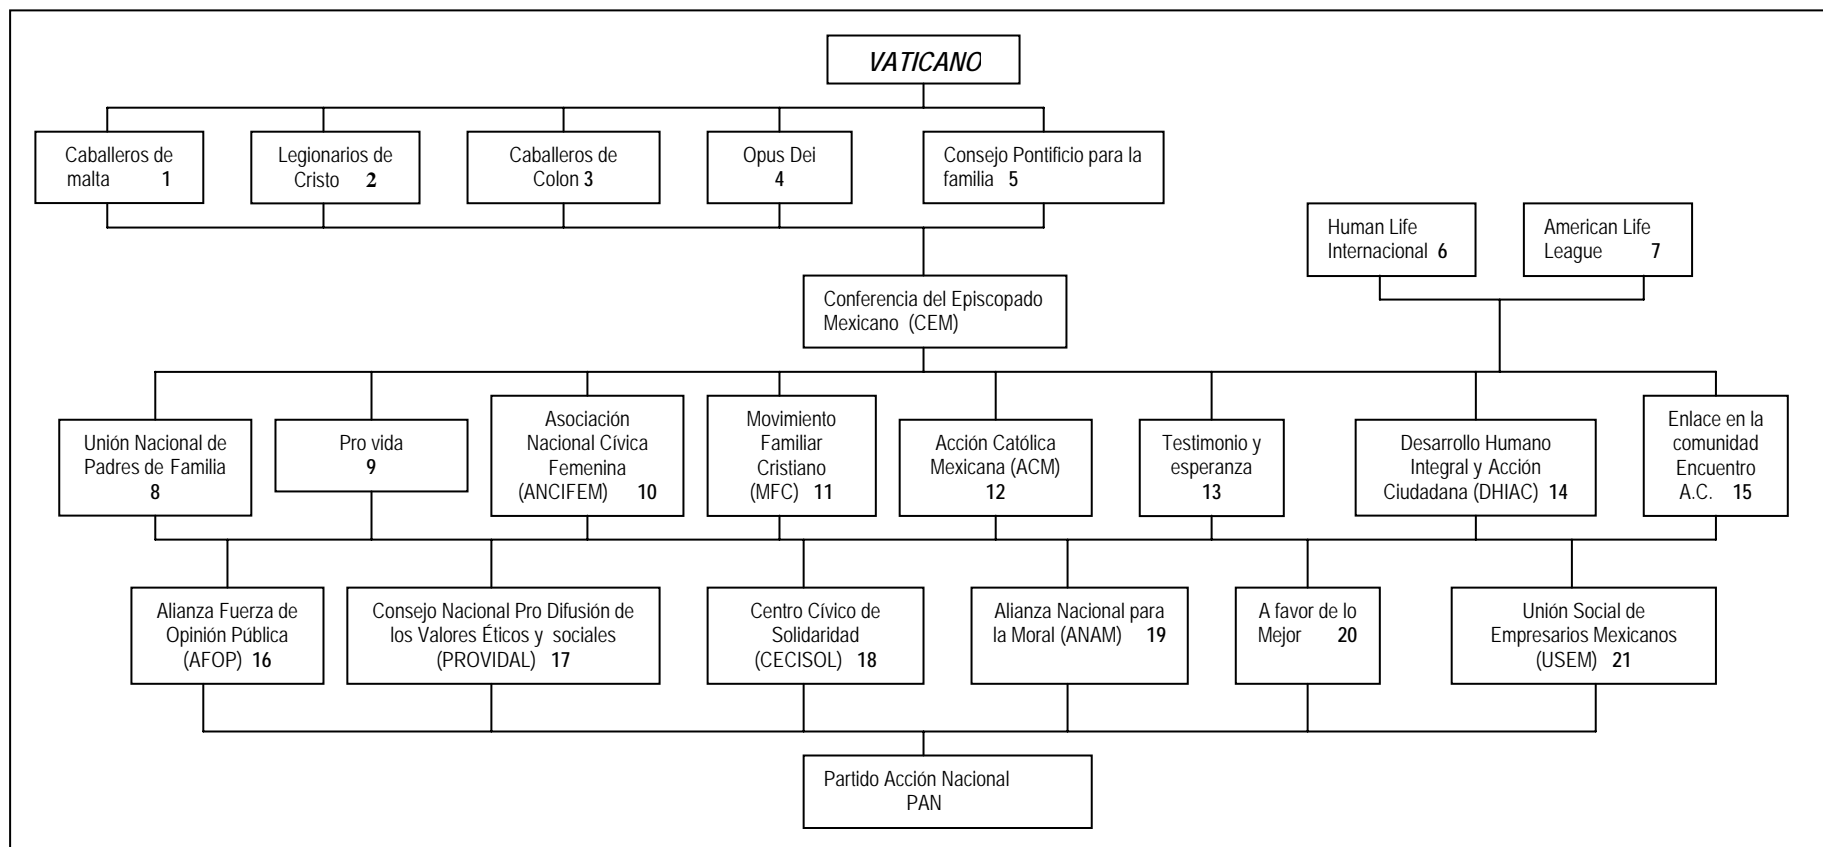 VATICANO
Caballeros de
malta 1
Legionarios de
Cristo 2
Caballeros de
Colon 3
Opus Dei
4
Consejo Pontificio para la
familia 5
Human Life
Internacional 6
American Life
League 7
Conferencia del Episcopado
Mexicano (CEM)
Unión Nacional de
Padres de Familia
8
Pro vida
9
Asociación
Nacional Cívica
Femenina
(ANCIFEM) 10
Movimiento
Familiar
Cristiano
(MFC) 11
Acción Católica
Mexicana (ACM)
12
Testimonio y
esperanza
13
Desarrollo Humano
Integral y Acción
Ciudadana (DHIAC) 14
Enlace en la
comunidad
Encuentro
A.C. 15
Alianza Fuerza de
Opinión Pública
(AFOP) 16
Consejo Nacional Pro Difusión de
los Valores Éticos y sociales
(PROVIDAL) 17
Centro Cívico de
Solidaridad
(CECISOL) 18
Alianza Nacional para
la Moral (ANAM) 19
A favor de lo
Mejor 20
Unión Social de
Empresarios Mexicanos
(USEM) 21
Partido Acción Nacional
PAN